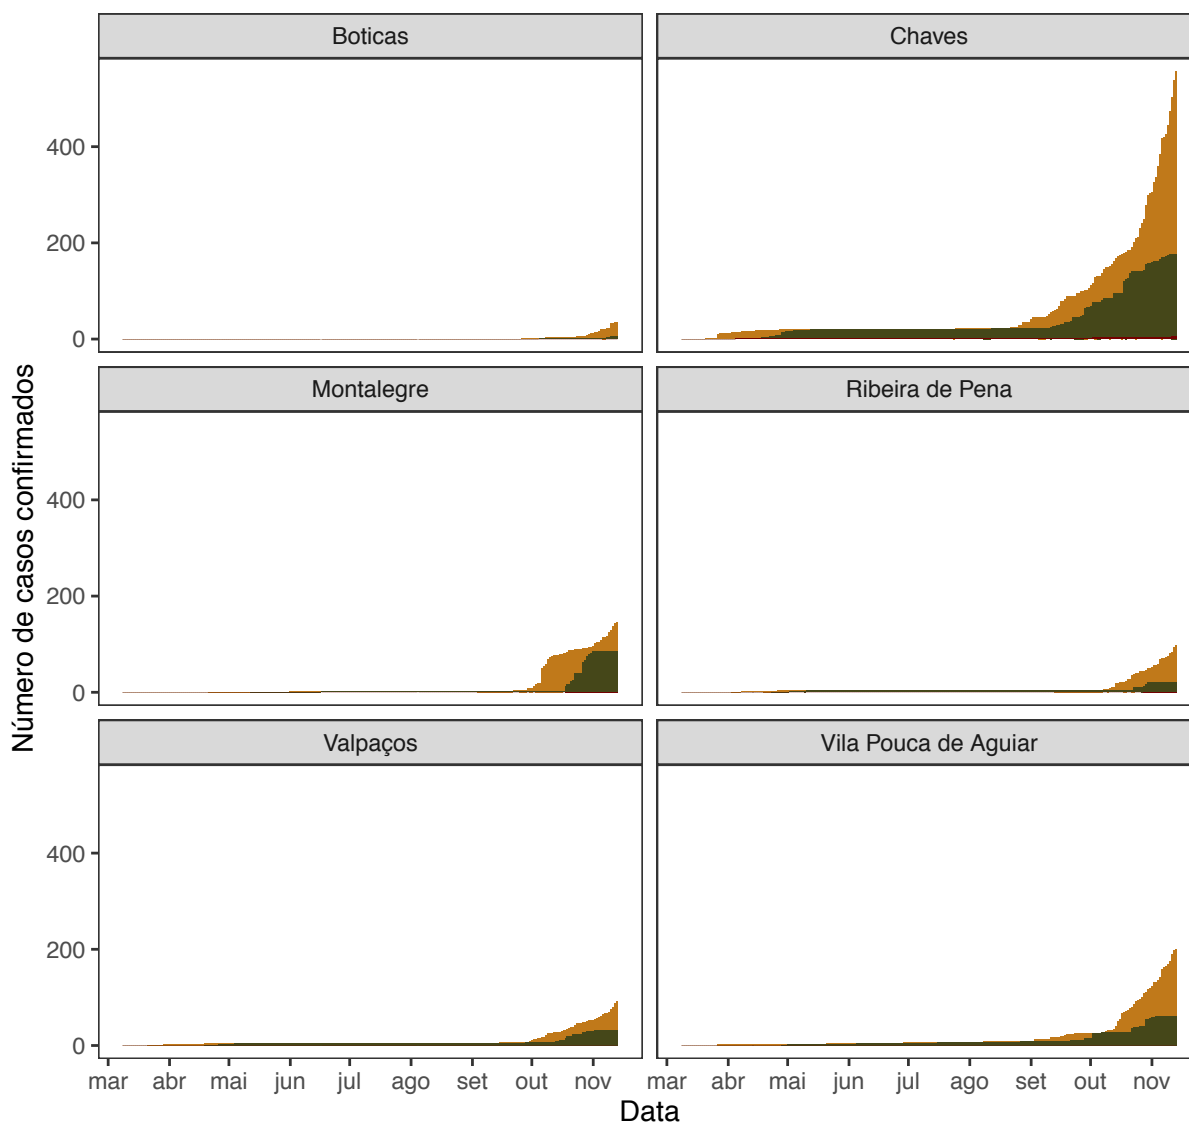 Boticas
Chaves
400
200
0
Montalegre
Ribeira de Pena
400
200
0
Valpaços
Vila Pouca de Aguiar
400
200
0
mar abr mai jun jul ago set out nov
mar abr mai jun jul ago set out nov
Data
Número de casos confirmados